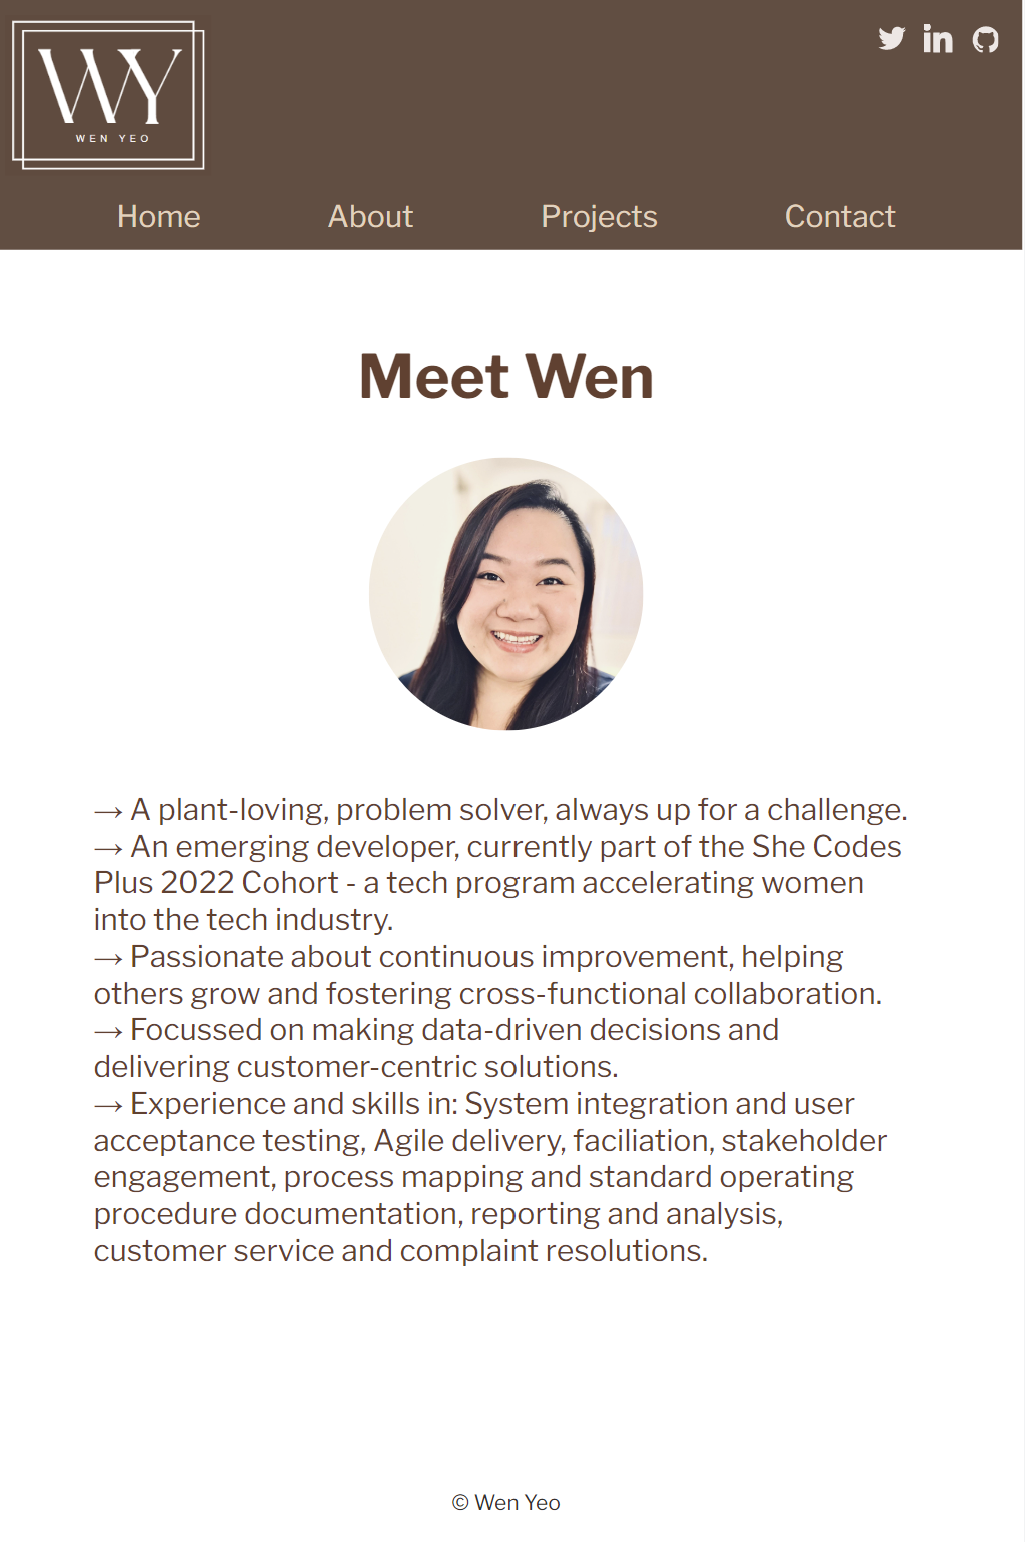 WY
WEN YEO
Home About Projects Contact
Meet Wen
→ A plant-loving, problem solver, always up for a challenge.
→ An emerging developer, currently part of the She Codes
Plus 2022 Cohort - a tech program accelerating women
into the tech industry.
→ Passionate about continuous improvement, helping
others grow and fostering cross-functional collaboration.
→ Focussed on making data-driven decisions and
delivering customer-centric solutions.
→ Experience and skills in: System integration and user
acceptance testing, Agile delivery, faciliation, stakeholder
engagement, process mapping and standard operating
procedure documentation, reporting and analysis,
customer service and complaint resolutions.
© Wen Yeo